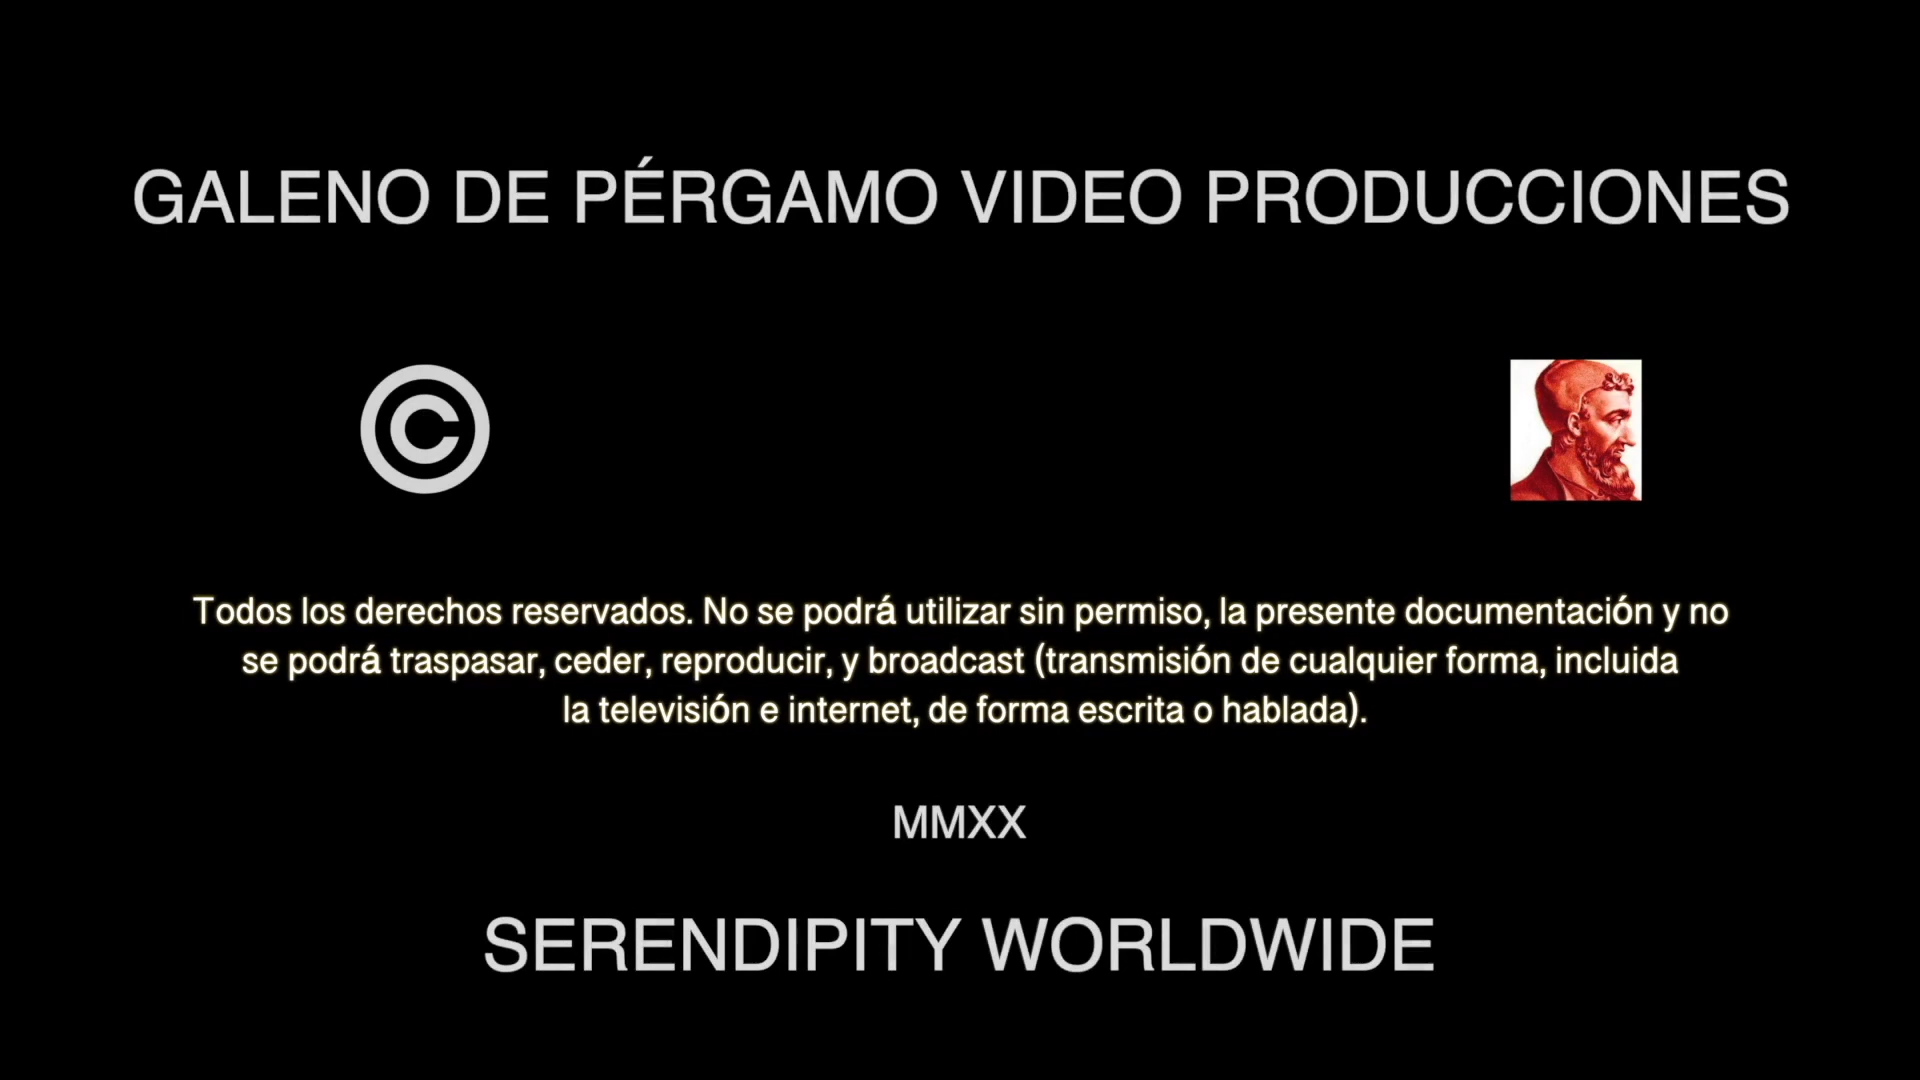 GALENO DE PÉRGAMO VIDEO PRODUCCIONES
©
Todos los derechos reservados. No se podrá utilizar sin permiso, la presente documentación y no
se podrá traspasar, ceder, reproducir, y broadcast (transmisión de cualquier forma, incluida
la televisión e internet, de forma escrita o hablada).
MMXX
SERENDIPITY WORLDWIDE